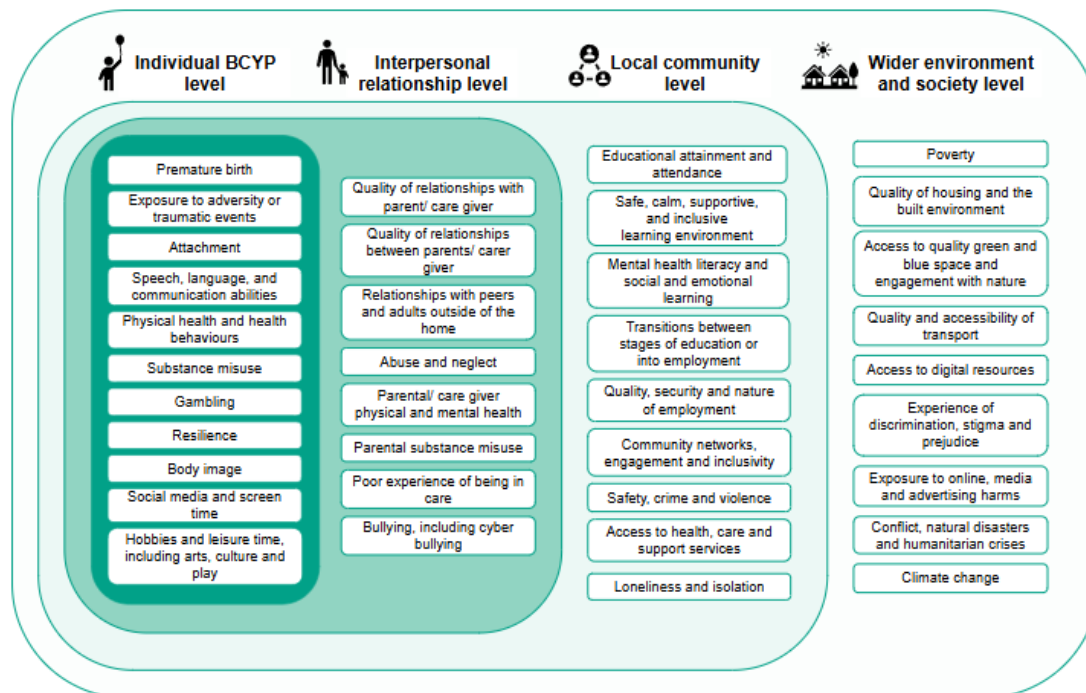 Individual BCYP
level
Interpersonal
relationship level
Local community
level
Wider environment
and society level
Premature birth
Exposure to adversity or
traumatic events
Attachment
Speech, language, and
communication abilities
Physical health and health
behaviours
Substance misuse
Gambling
Resilience
Body image
Social media and screen
time
Hobbies and leisure time,
including arts, culture and
play
Quality of relationships with
parent/ care giver
Quality of relationships
between parents/ carer
giver
Relationships with peers
and adults outside of the
home
Abuse and neglect
Parental/ care giver
physical and mental health
Parental substance misuse
Poor experience of being in
care
Bullying, including cyber
bullying
Educational attainment and
attendance
Safe, calm, supportive,
and inclusive
learning environment
Mental health literacy and
social and emotional
learning
Transitions between
stages of education or
into employment
Quality, security and nature
of employment
Community networks,
engagement and inclusivity
Safety, crime and violence
Access to health, care and
support services
Loneliness and isolation
Poverty
Quality of housing and the
built environment
Access to quality green and
blue space and
engagement with nature
Quality and accessibility of
transport
Access to digital resources
Experience of
discrimination, stigma and
prejudice
Exposure to online, media
and advertising harms
Conflict, natural disasters
and humanitarian crises
Climate change